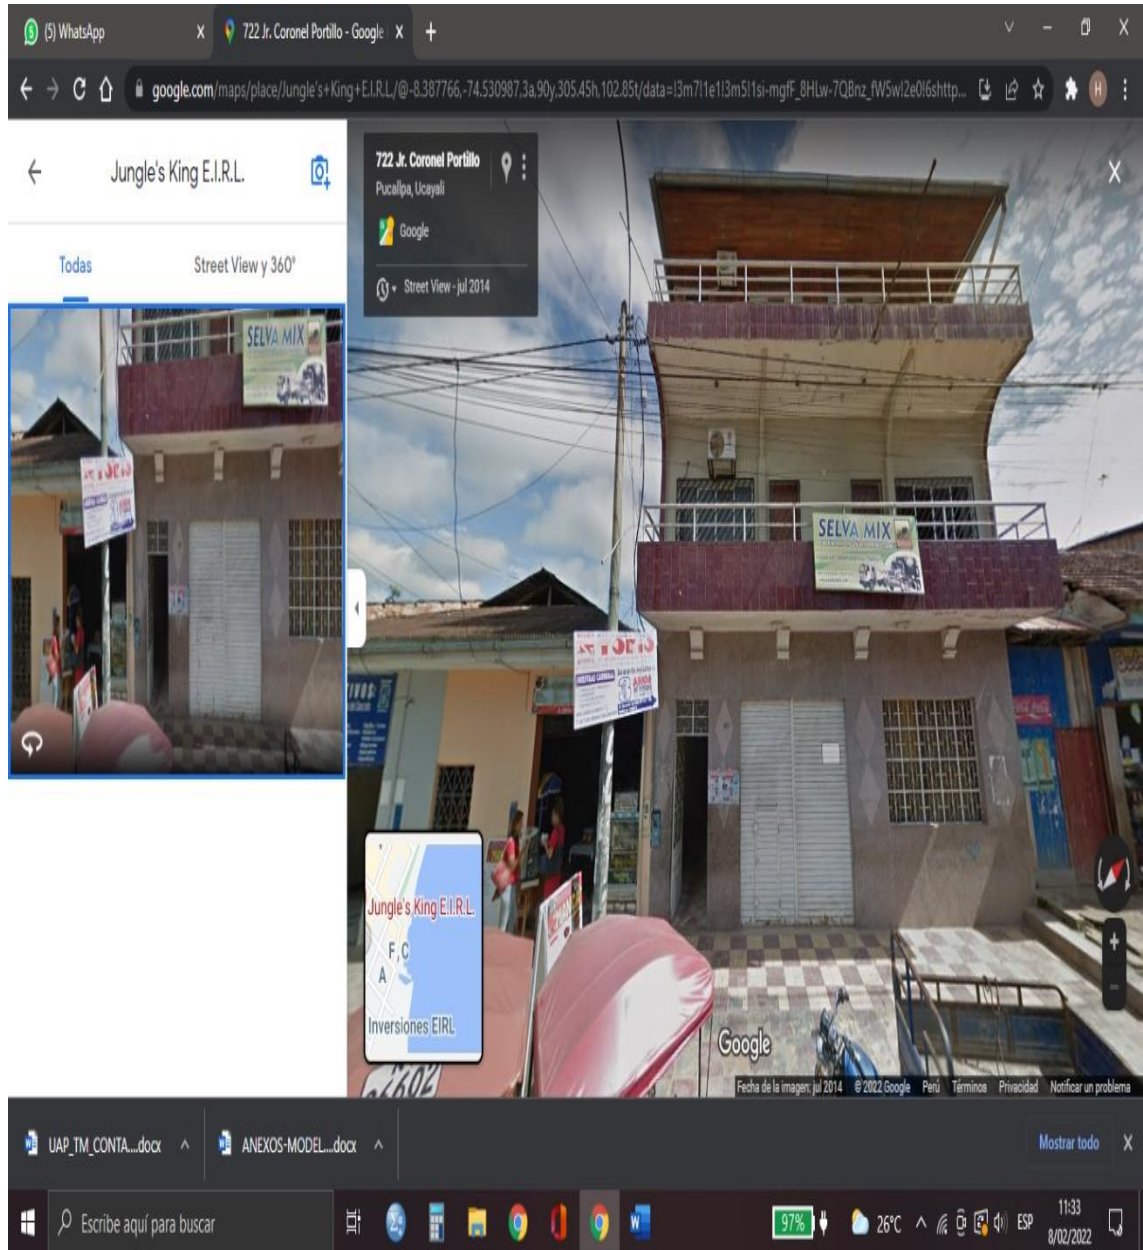 (5) WhatsApp
722 Jr. Coronel Portillo - Google
google.com/maps/place/Jungle's+King+E.I.R.L./@-8.387766,-74.530987,3a,90y,305.45h,102.85t/data=!3m7!1e1!3m5!1si-mgfF_8HLw-7QBnz_fW5w!2e0!6shttp...
H
Jungle's King E.I.R.L.
Todas
Street View y 360°
SELVA MIX
722 Jr. Coronel Portillo
Pucallpa, Ucayali
Google
Street View - jul 2014
SELVA MIX
3 AÑOS
Jungle's King E.I.R.L.
F,C
A
Inversiones EIRL
Google
Fecha de la imagen: jul 2014 © 2022 Google Perú Términos Privacidad Notificar un problema
UAP_TM_CONTA....docx
ANEXOS-MODEL....docx
Mostrar todo
Escribe aquí para buscar
97%
26°C
ESP
11:33
8/02/2022